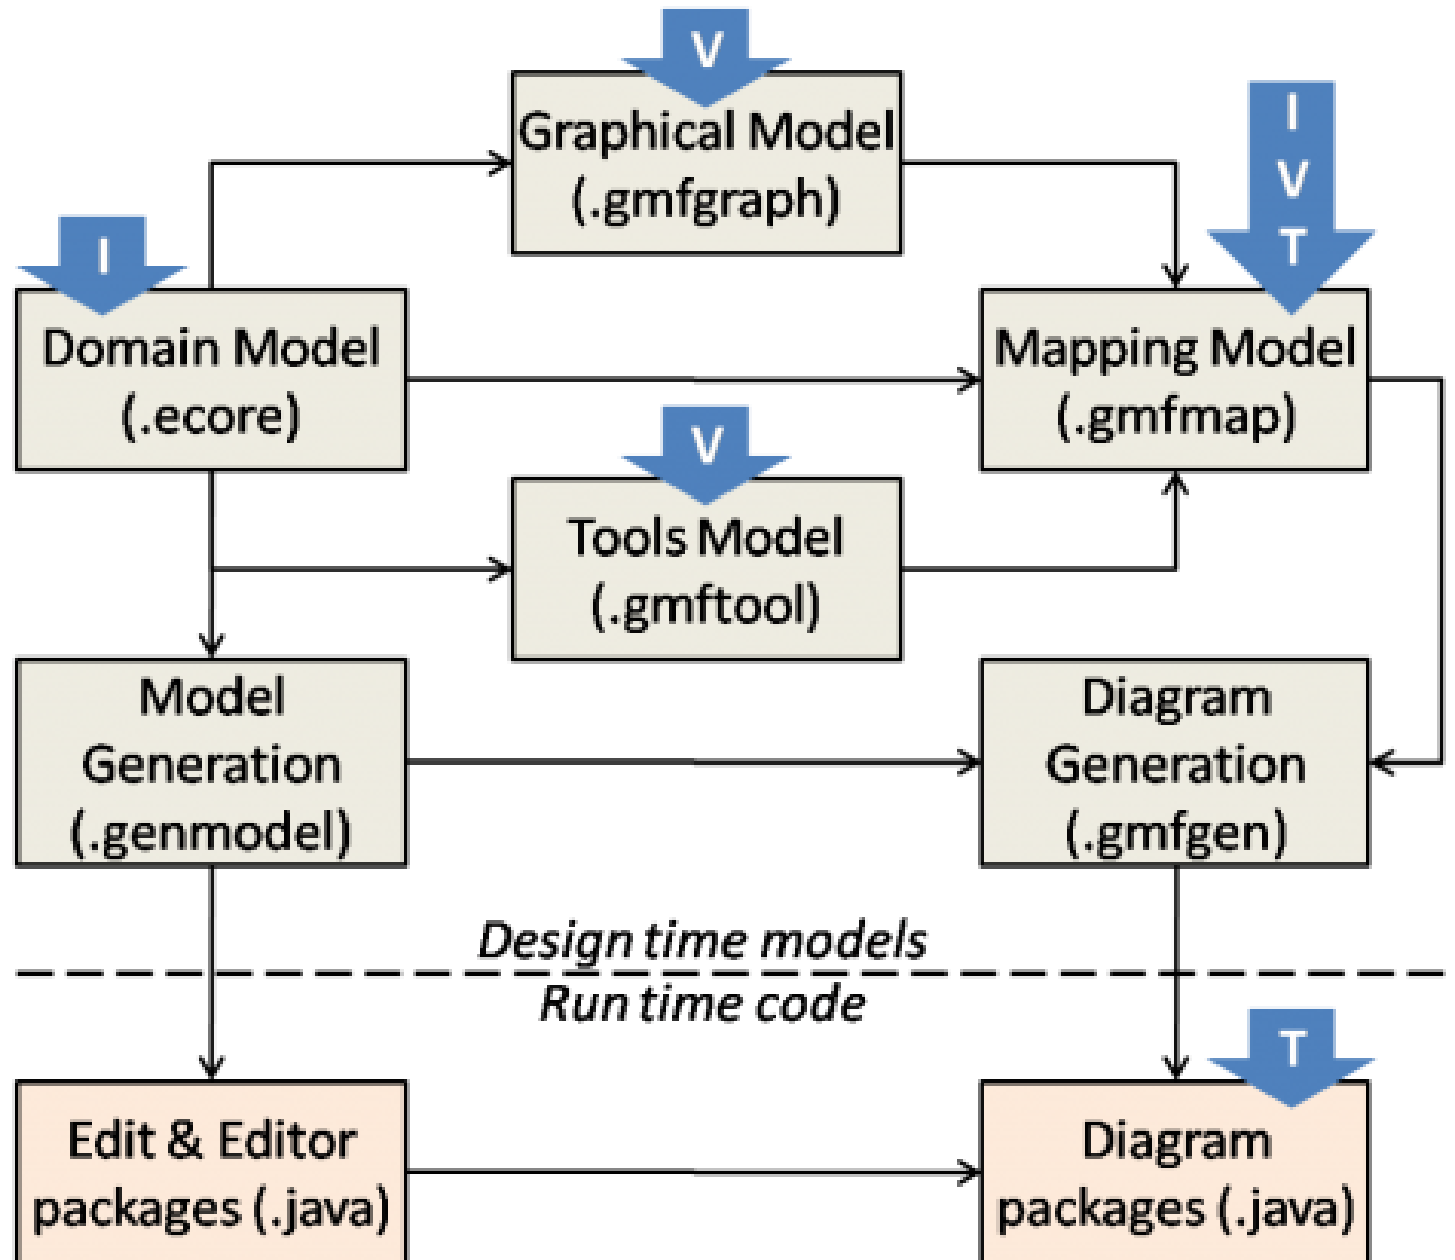 V
Graphical Model
(.gmfgraph)
I
V
T
I
Domain Model
(.ecore)
Mapping Model
(.gmfmap)
V
Tools Model
(.gmftool)
Model
Generation
(.genmodel)
Diagram
Generation
(.gmfgen)
Design time models
Run time code
T
Edit & Editor
packages (.java)
Diagram
packages (.java)